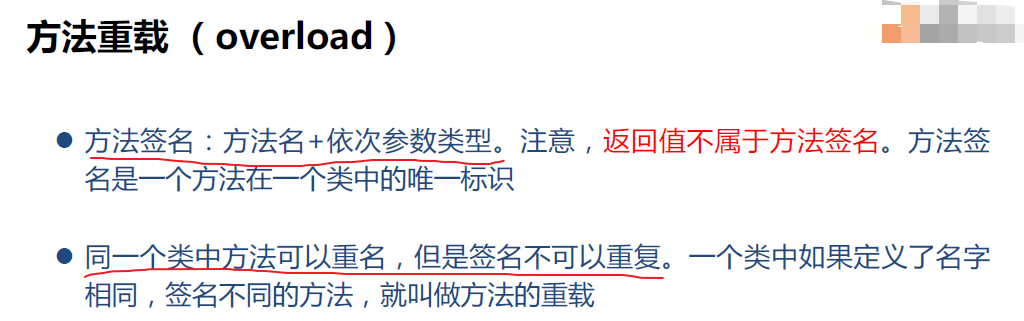 方法重载（overload）
方法签名：方法名+依次参数类型。注意，返回值不属于方法签名。方法签
名是一个方法在一个类中的唯一标识
同一个类中方法可以重名，但是签名不可以重复。一个类中如果定义了名字
相同，签名不同的方法，就叫做方法的重载